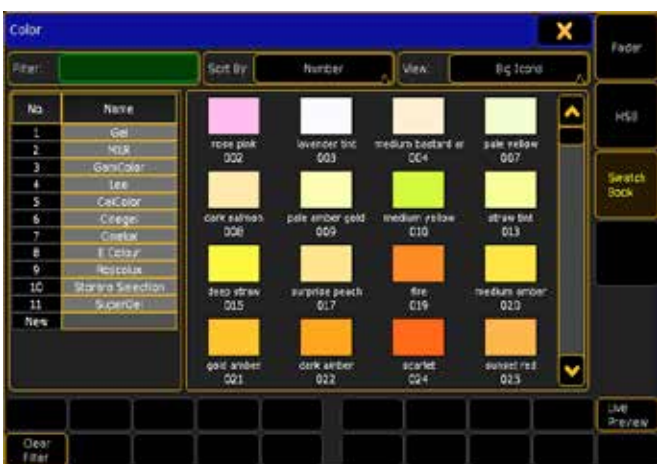 Color
Fader
Filter:
Sort By
Number
View:
Big Icons
No
Name
HSB
1
Gel
2
MSR
3
GamColor
4
Lee
5
CalColor
6
Cinegel
7
Cinelux
8
E Colour
9
Roscolux
10
Storaro Selection
11
SuperGel
New
rose pink
002
lavender tint
003
medium bastard
004
pale yellow
007
Swatch
Book
dark salmon
008
pale amber gold
009
medium yellow
010
straw tint
013
deep straw
015
surprise peach
017
fire
019
medium amber
020
gold amber
021
dark amber
022
scarlet
024
sunset red
025
Live
Preview
Clear
Filter